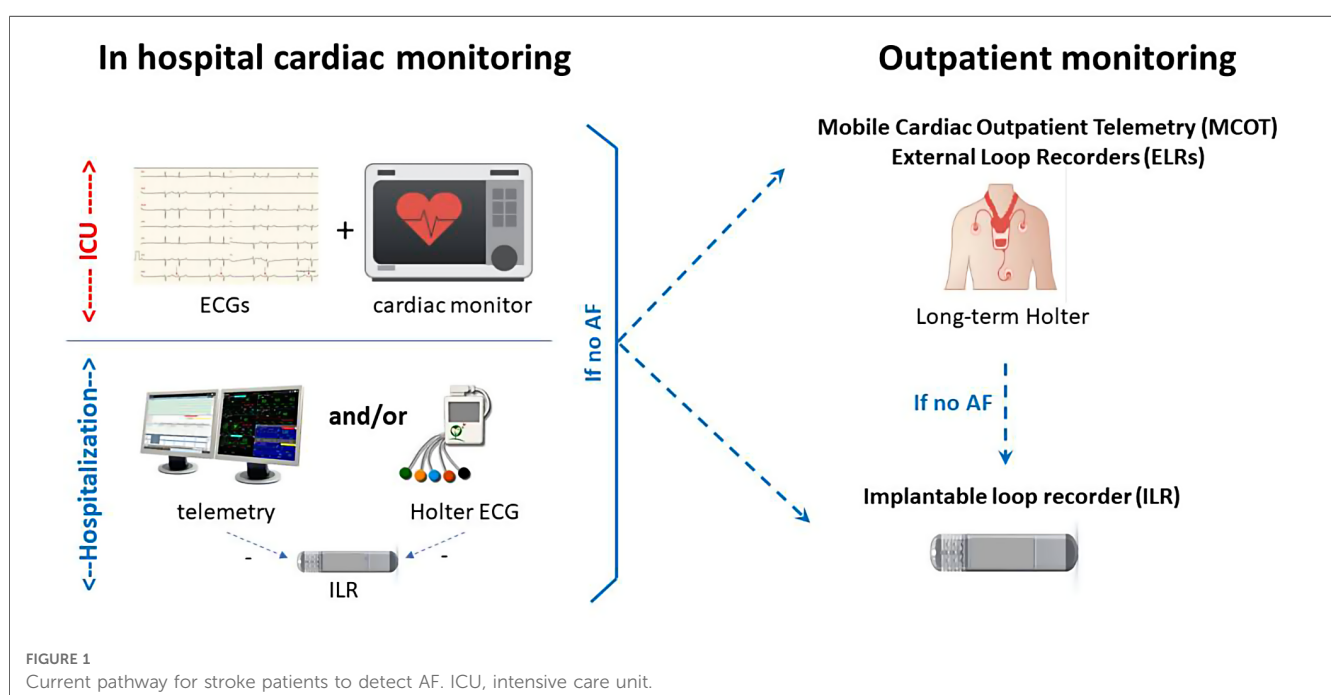 In hospital cardiac monitoring
<----- ICU ----->
ECGs
+
cardiac monitor
<--Hospitalization-->
and/or
telemetry
Holter ECG
-
-
ILR
If no AF
Outpatient monitoring
Mobile Cardiac Outpatient Telemetry (MCOT)
External Loop Recorders (ELRs)
Long-term Holter
If no AF
Implantable loop recorder (ILR)
FIGURE 1
Current pathway for stroke patients to detect AF. ICU, intensive care unit.